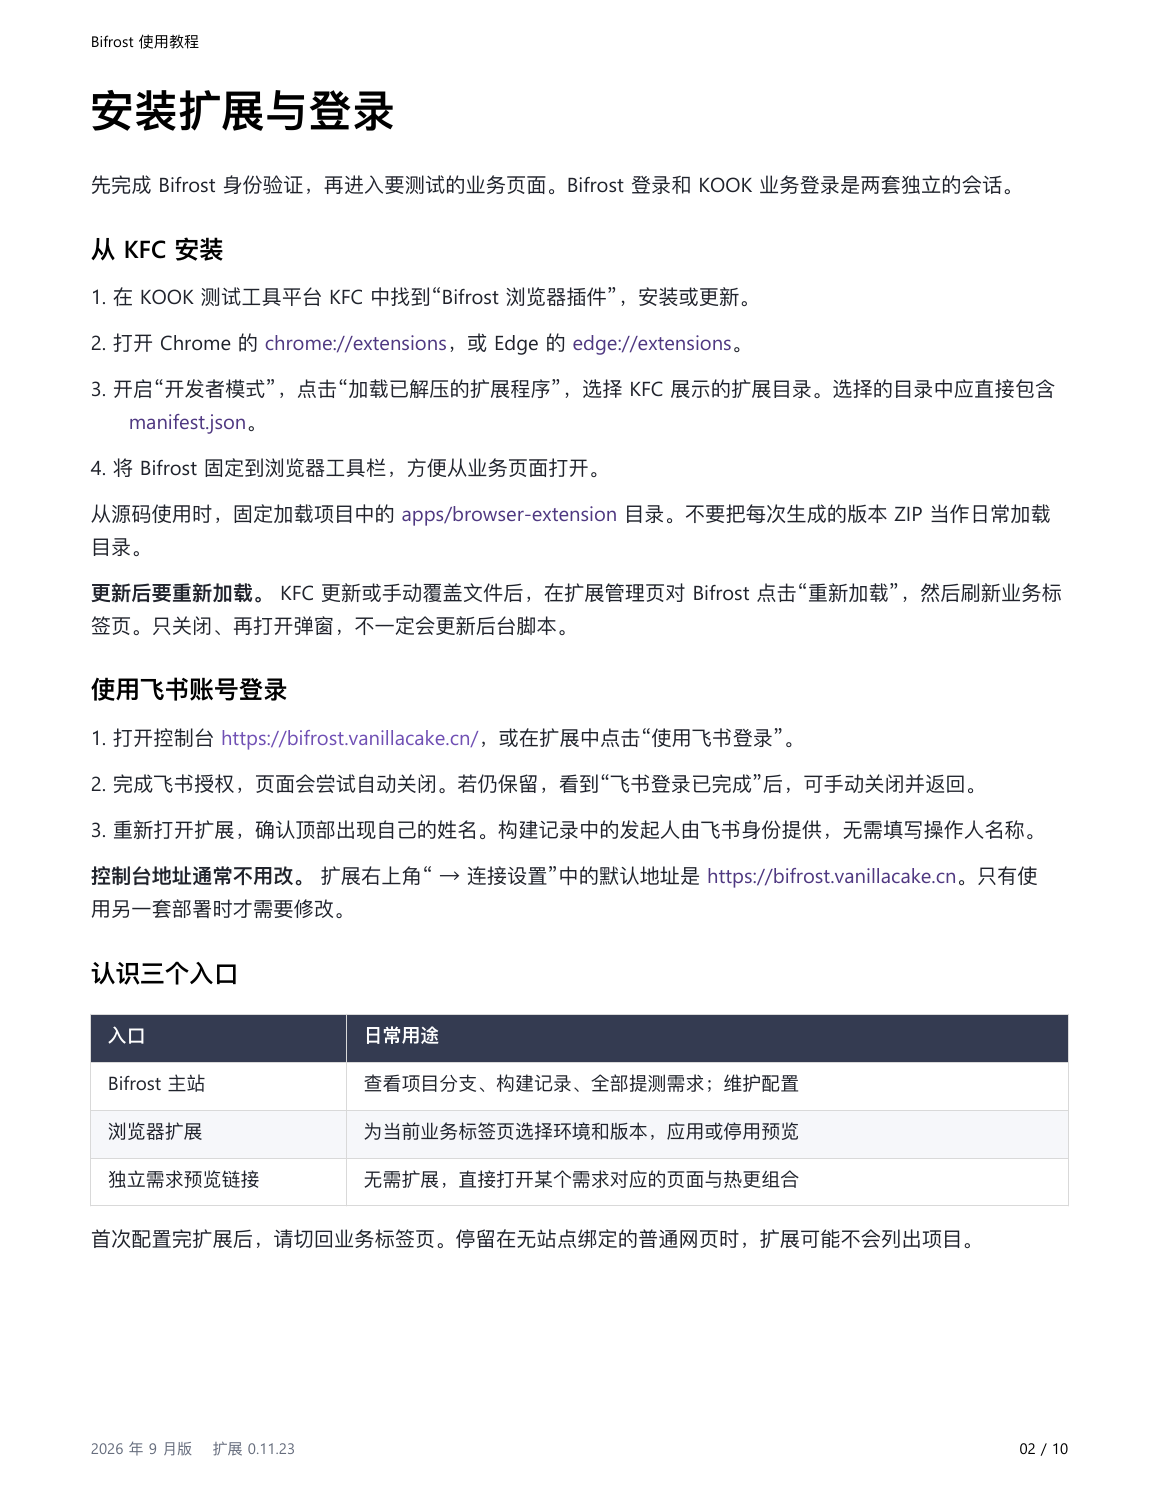 Bifrost 使用教程
安装扩展与登录
先完成 Bifrost 身份验证，再进入要测试的业务页面。Bifrost 登录和 KOOK 业务登录是两套独立的会话。
从 KFC 安装
1. 在 KOOK 测试工具平台 KFC 中找到“Bifrost 浏览器插件”，安装或更新。
2. 打开 Chrome 的 chrome://extensions，或 Edge 的 edge://extensions。
3. 开启“开发者模式”，点击“加载已解压的扩展程序”，选择 KFC 展示的扩展目录。选择的目录中应直接包含
manifest.json。
4. 将 Bifrost 固定到浏览器工具栏，方便从业务页面打开。
从源码使用时，固定加载项目中的 apps/browser-extension 目录。不要把每次生成的版本 ZIP 当作日常加载
目录。
更新后要重新加载。 KFC 更新或手动覆盖文件后，在扩展管理页对 Bifrost 点击“重新加载”，然后刷新业务标
签页。只关闭、再打开弹窗，不一定会更新后台脚本。
使用飞书账号登录
1. 打开控制台 https://bifrost.vanillacake.cn/，或在扩展中点击“使用飞书登录”。
2. 完成飞书授权，页面会尝试自动关闭。若仍保留，看到“飞书登录已完成”后，可手动关闭并返回。
3. 重新打开扩展，确认顶部出现自己的姓名。构建记录中的发起人由飞书身份提供，无需填写操作人名称。
控制台地址通常不用改。 扩展右上角“ → 连接设置”中的默认地址是 https://bifrost.vanillacake.cn。只有使
用另一套部署时才需要修改。
认识三个入口
入口 日常用途
Bifrost 主站 查看项目分支、构建记录、全部提测需求；维护配置
浏览器扩展 为当前业务标签页选择环境和版本，应用或停用预览
独立需求预览链接 无需扩展，直接打开某个需求对应的页面与热更组合
首次配置完扩展后，请切回业务标签页。停留在无站点绑定的普通网页时，扩展可能不会列出项目。
2026 年 9 月版 扩展 0.11.23 02 / 10